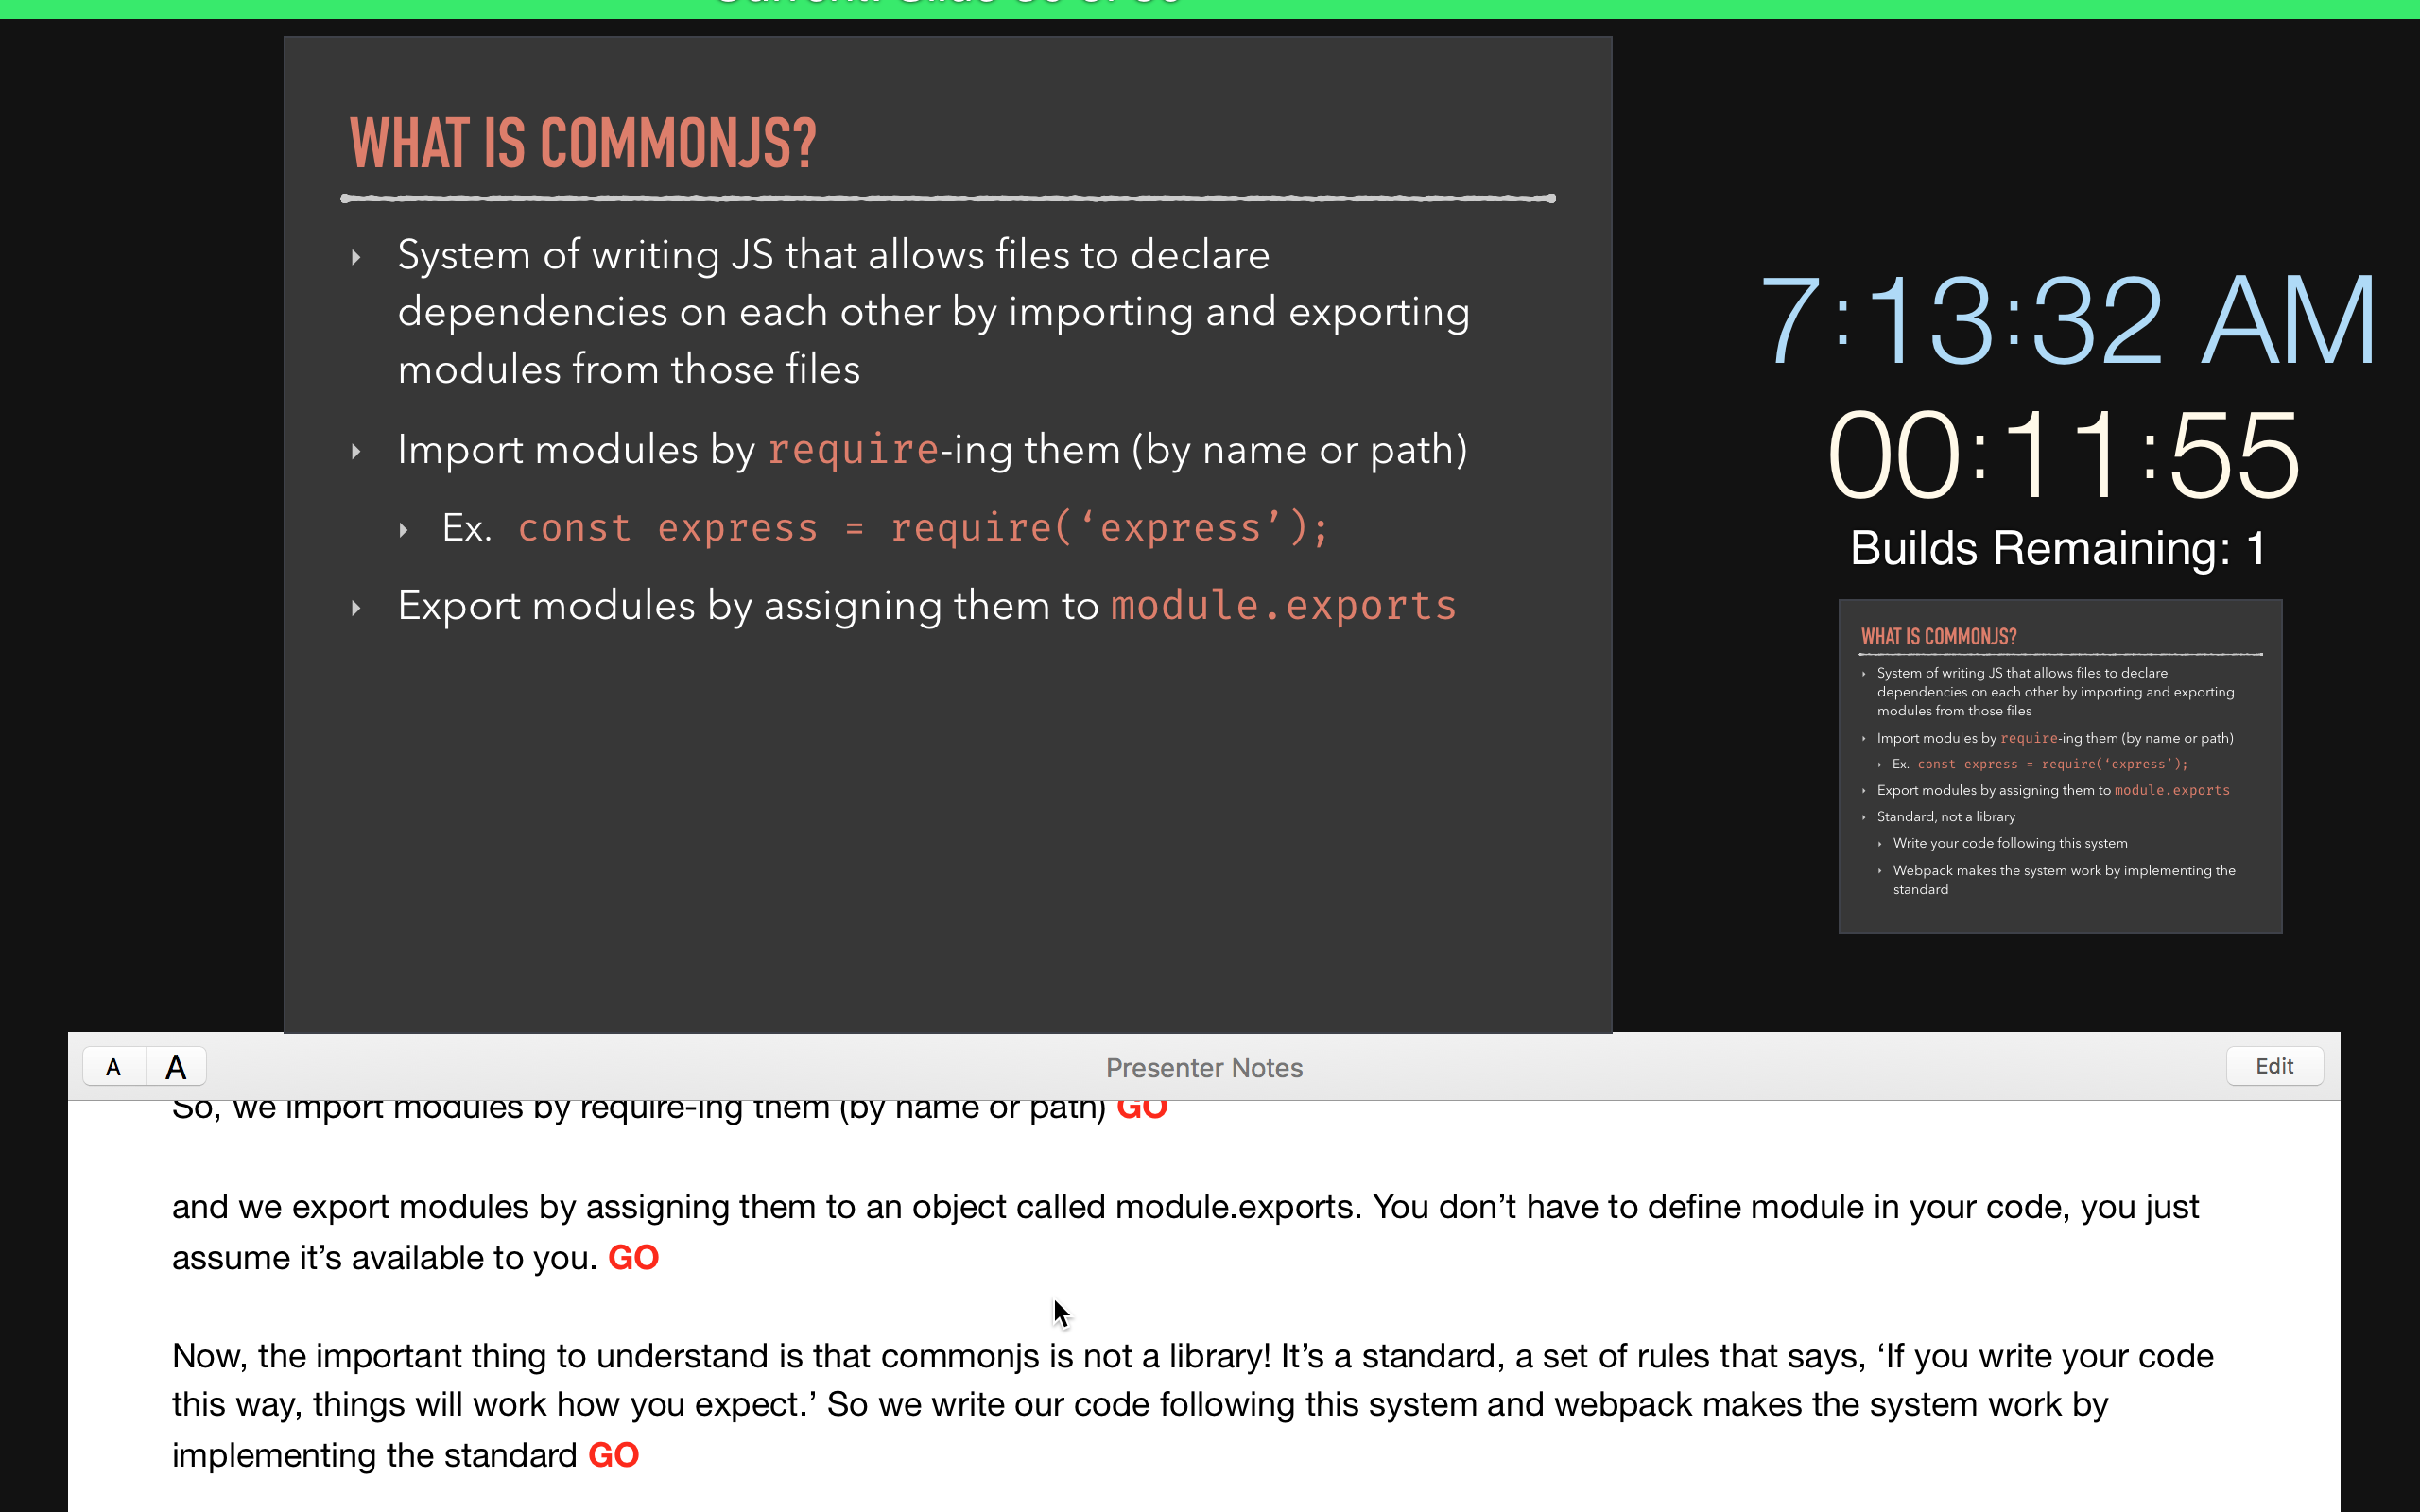 WHAT IS COMMONJS?
System of writing JS that allows files to declare
dependencies on each other by importing and exporting
modules from those files
Import modules by require-ing them (by name or path)
Ex. const express = require(‘express’);
Export modules by assigning them to module.exports
7:13:32 AM
00:11:55
Builds Remaining: 1
WHAT IS COMMONJS?
System of writing JS that allows files to declare
dependencies on each other by importing and exporting
modules from those files
Import modules by require-ing them (by name or path)
Ex. const express = require(‘express’);
Export modules by assigning them to module.exports
Standard, not a library
Write your code following this system
Webpack makes the system work by implementing the
standard
A A
Presenter Notes
Edit
So, we import modules by require-ing them (by name or path) GO
and we export modules by assigning them to an object called module.exports. You don’t have to define module in your code, you just
assume it’s available to you. GO
Now, the important thing to understand is that commonjs is not a library! It’s a standard, a set of rules that says, ‘If you write your code
this way, things will work how you expect.’ So we write our code following this system and webpack makes the system work by
implementing the standard GO